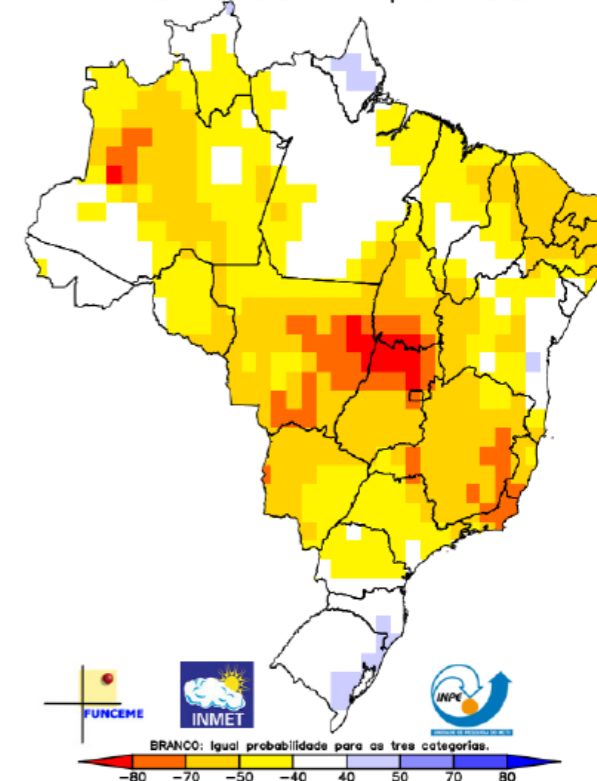 FUNCEME
INMET
INPE
BRANCO: Igual probabilidade para as tres categorias.
-80 -70 -50 -40 40 50 70 80